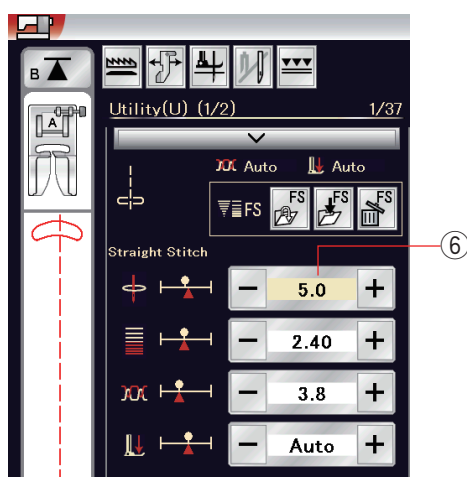 B
A
Utility(U) (1/2) 1/37
Auto Auto
FS FS FS FS
Straight Stitch
− 5.0 +
⑥
− 2.40 +
− 3.8 +
− Auto +